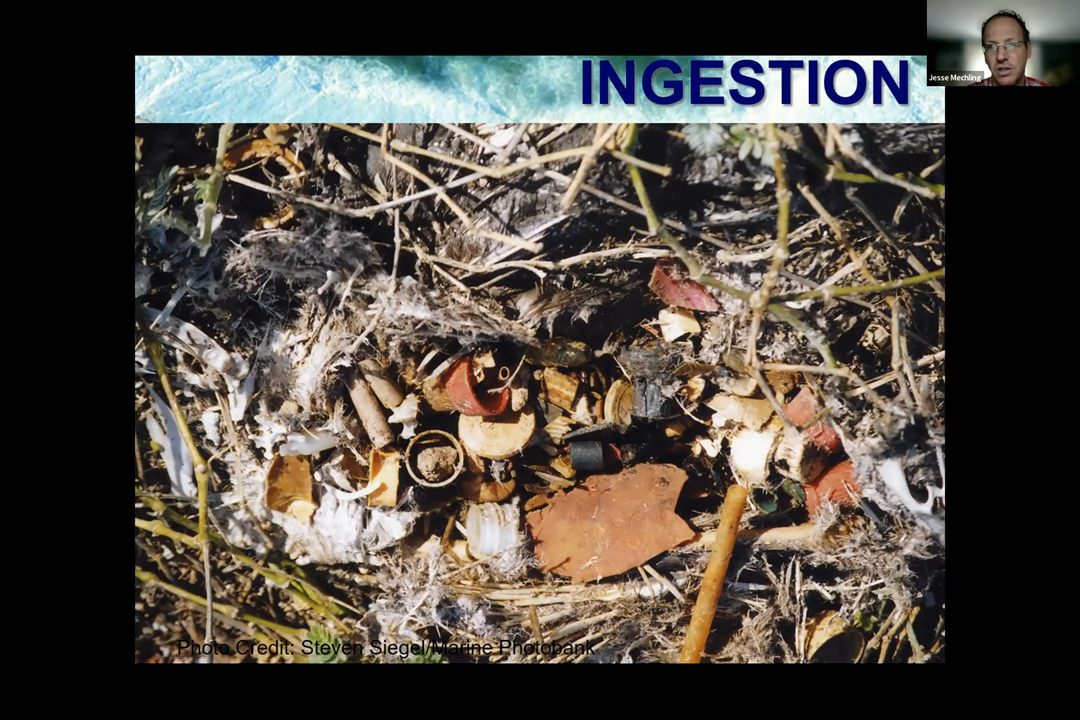 INGESTION
Jesse Mechling
Photo Credit: Steven Siegel/Marine Photobank